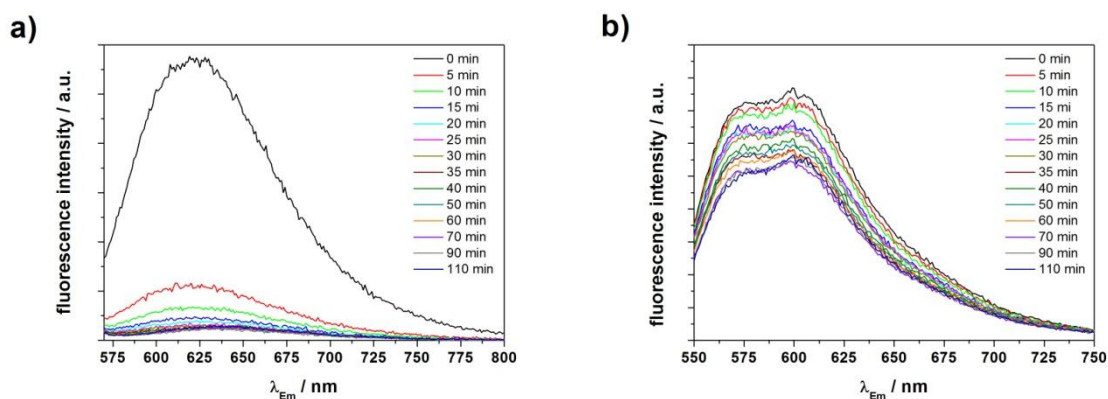 a)
fluorescence intensity / a.u.
0 min
5 min
10 min
15 min
20 min
25 min
30 min
35 min
40 min
50 min
60 min
70 min
90 min
110 min
575 600 625 650 675 700 725 750 775 800
λEm / nm
b)
fluorescence intensity / a.u.
0 min
5 min
10 min
15 mi
20 min
25 min
30 min
35 min
40 min
50 min
60 min
70 min
90 min
110 min
550 575 600 625 650 675 700 725 750
λEm / nm